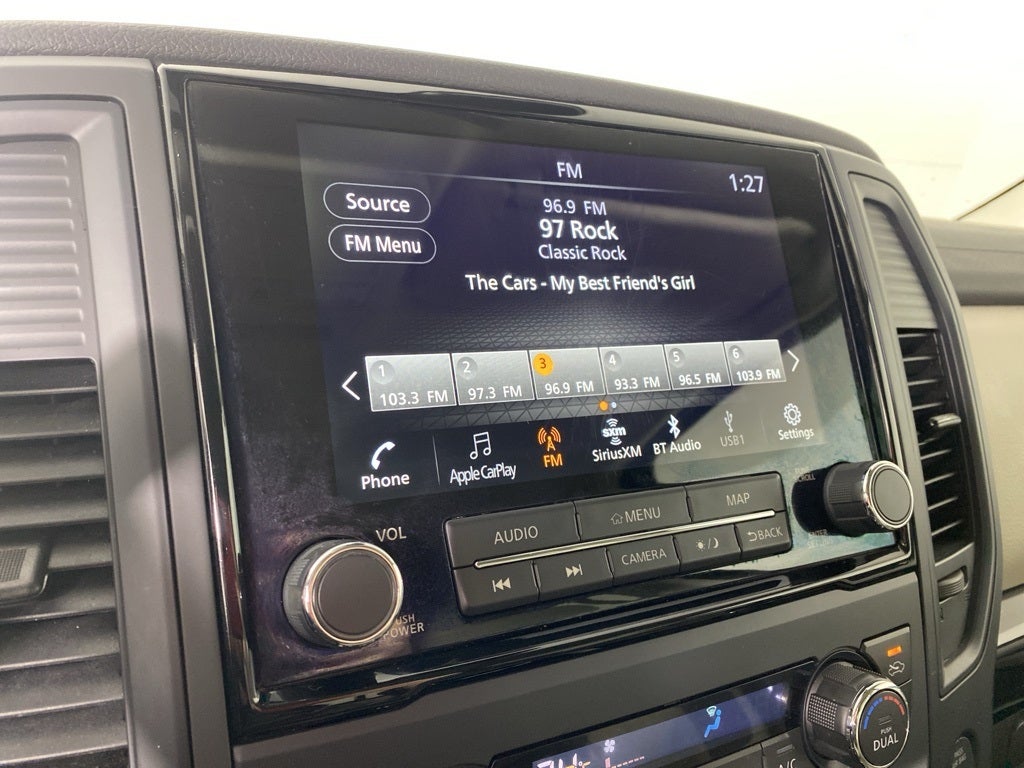 FM
1:27
Source
FM Menu
96.9 FM
97 Rock
Classic Rock
The Cars - My Best Friend's Girl
1 2 3 4 5 6
103.3 FM 97.3 FM 96.9 FM 93.3 FM 96.5 FM 103.9 FM
sxm
Phone Apple CarPlay FM SiriusXM BT Audio USB1 Settings
VOL
AUDIO MENU MAP
CAMERA BACK
PUSH
POWER
PUSH
DUAL
A/C